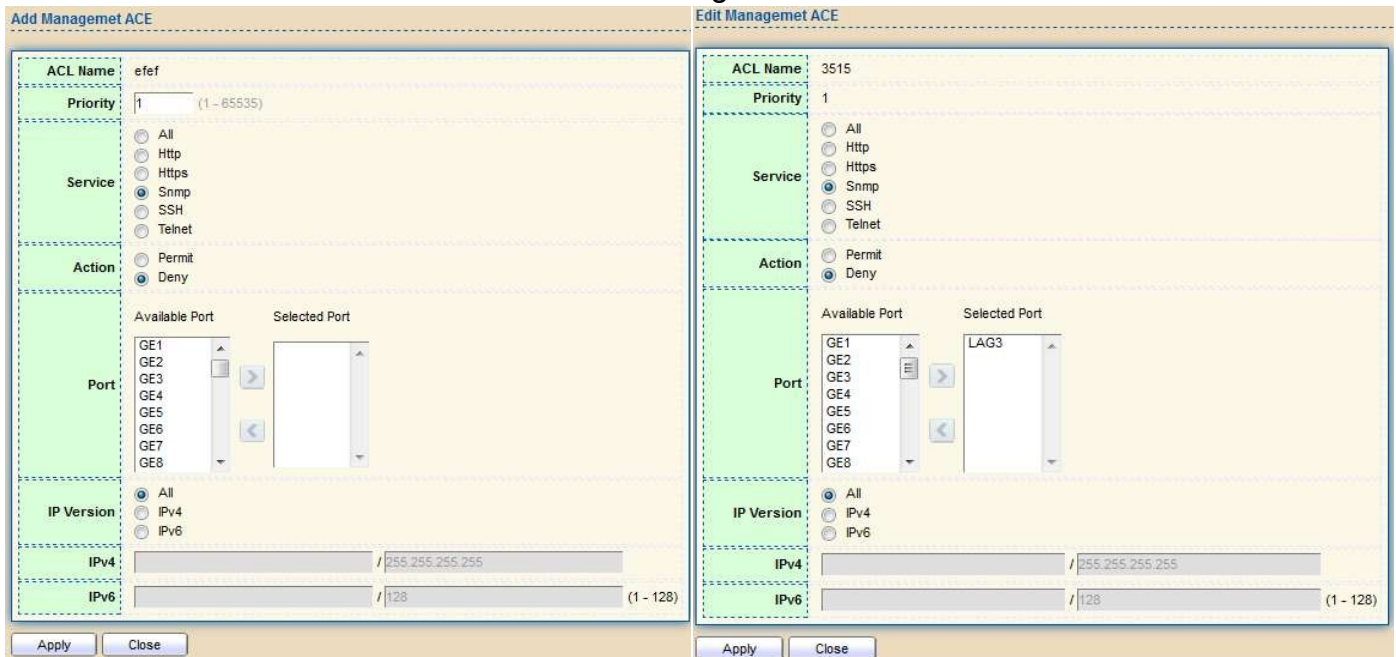 Add Managemet ACE
ACL Name efef
Priority 1 (1 - 65535)
Service
All
Http
Https
Snmp
SSH
Telnet
Action
Permit
Deny
Port
Available Port Selected Port
GE1
GE2
GE3
GE4
GE5
GE6
GE7
GE8
IP Version
All
IPv4
IPv6
IPv4 / 255.255.255.255
IPv6 / 128 (1 - 128)
Apply Close
Edit Managemet ACE
ACL Name 3515
Priority 1
Service
All
Http
Https
Snmp
SSH
Telnet
Action
Permit
Deny
Port
Available Port Selected Port
GE1 LAG3
GE2
GE3
GE4
GE5
GE6
GE7
GE8
IP Version
All
IPv4
IPv6
IPv4 / 255.255.255.255
IPv6 / 128 (1 - 128)
Apply Close